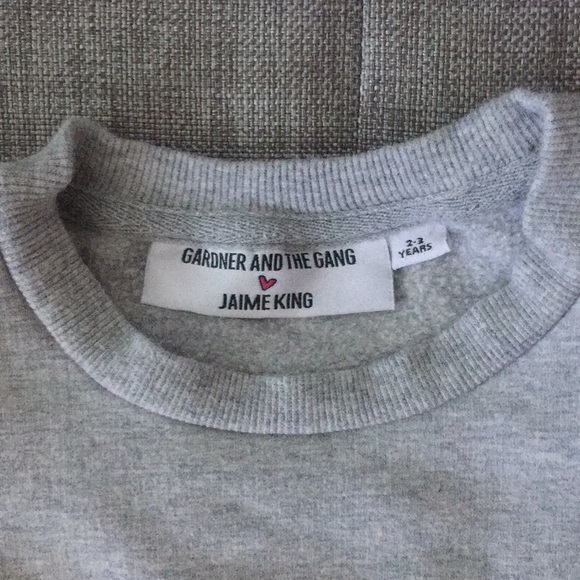 GARDNER AND THE GANG
JAIME KING
2-3
YEARS